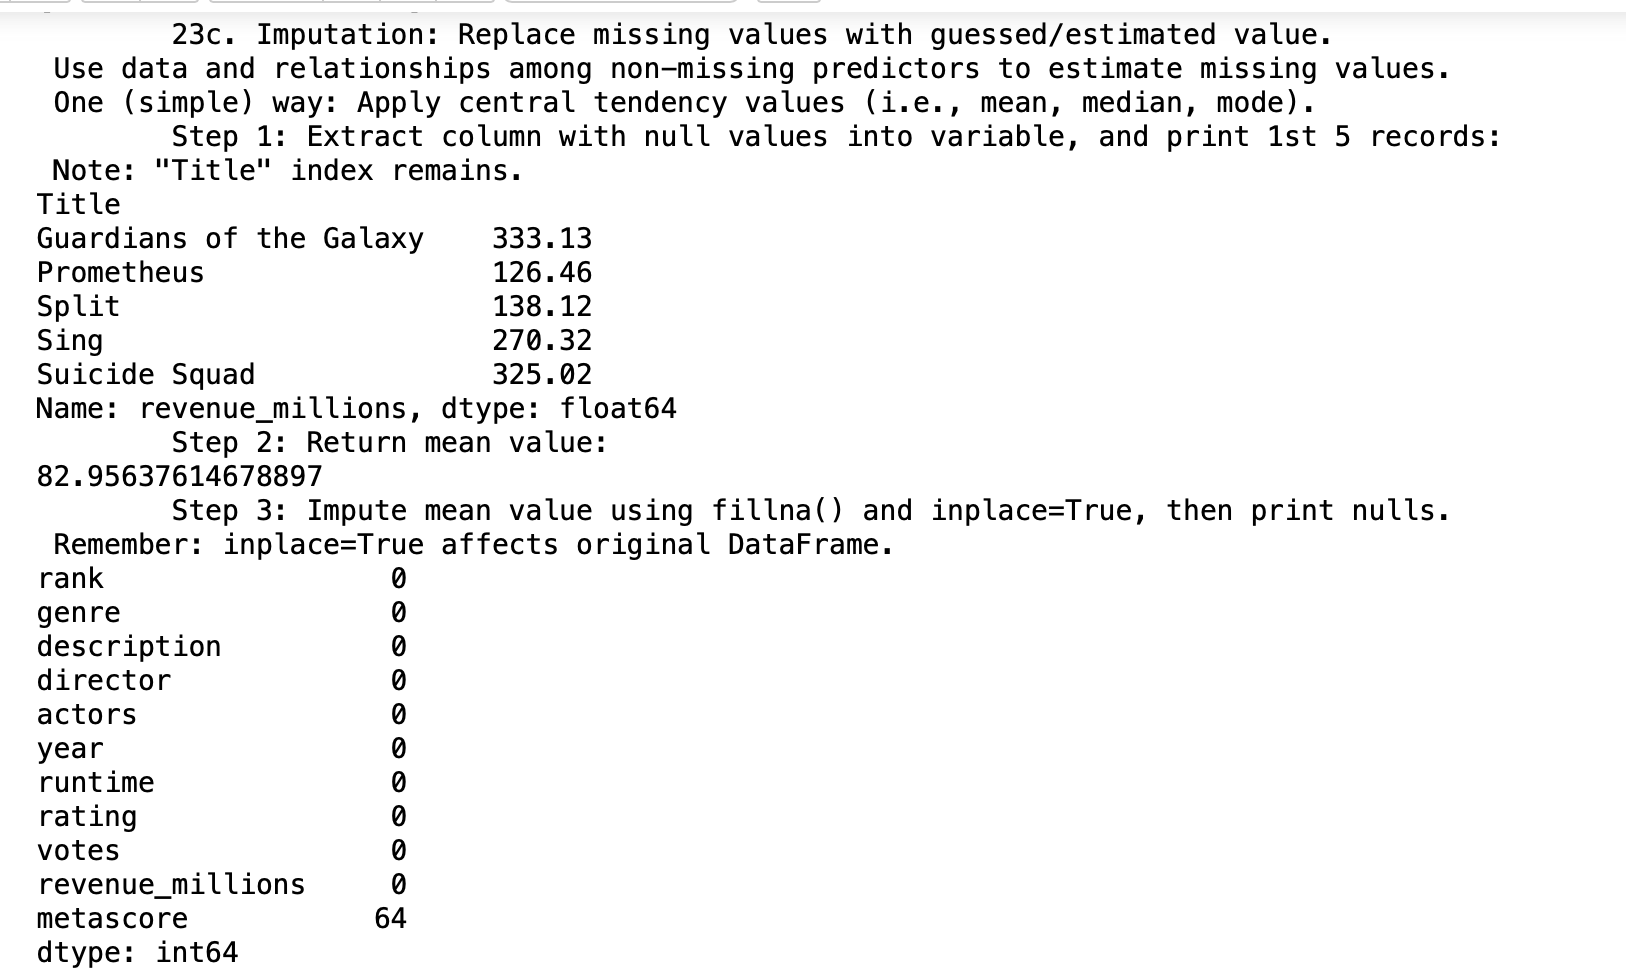 23c. Imputation: Replace missing values with guessed/estimated value.
Use data and relationships among non-missing predictors to estimate missing values.
One (simple) way: Apply central tendency values (i.e., mean, median, mode).
Step 1: Extract column with null values into variable, and print 1st 5 records:
Note: "Title" index remains.
Title
Guardians of the Galaxy    333.13
Prometheus                 126.46
Split                      138.12
Sing                       270.32
Suicide Squad              325.02
Name: revenue_millions, dtype: float64
Step 2: Return mean value:
82.95637614678897
Step 3: Impute mean value using fillna() and inplace=True, then print nulls.
Remember: inplace=True affects original DataFrame.
rank                 0
genre                0
description          0
director             0
actors               0
year                 0
runtime              0
rating               0
votes                0
revenue_millions     0
metascore           64
dtype: int64